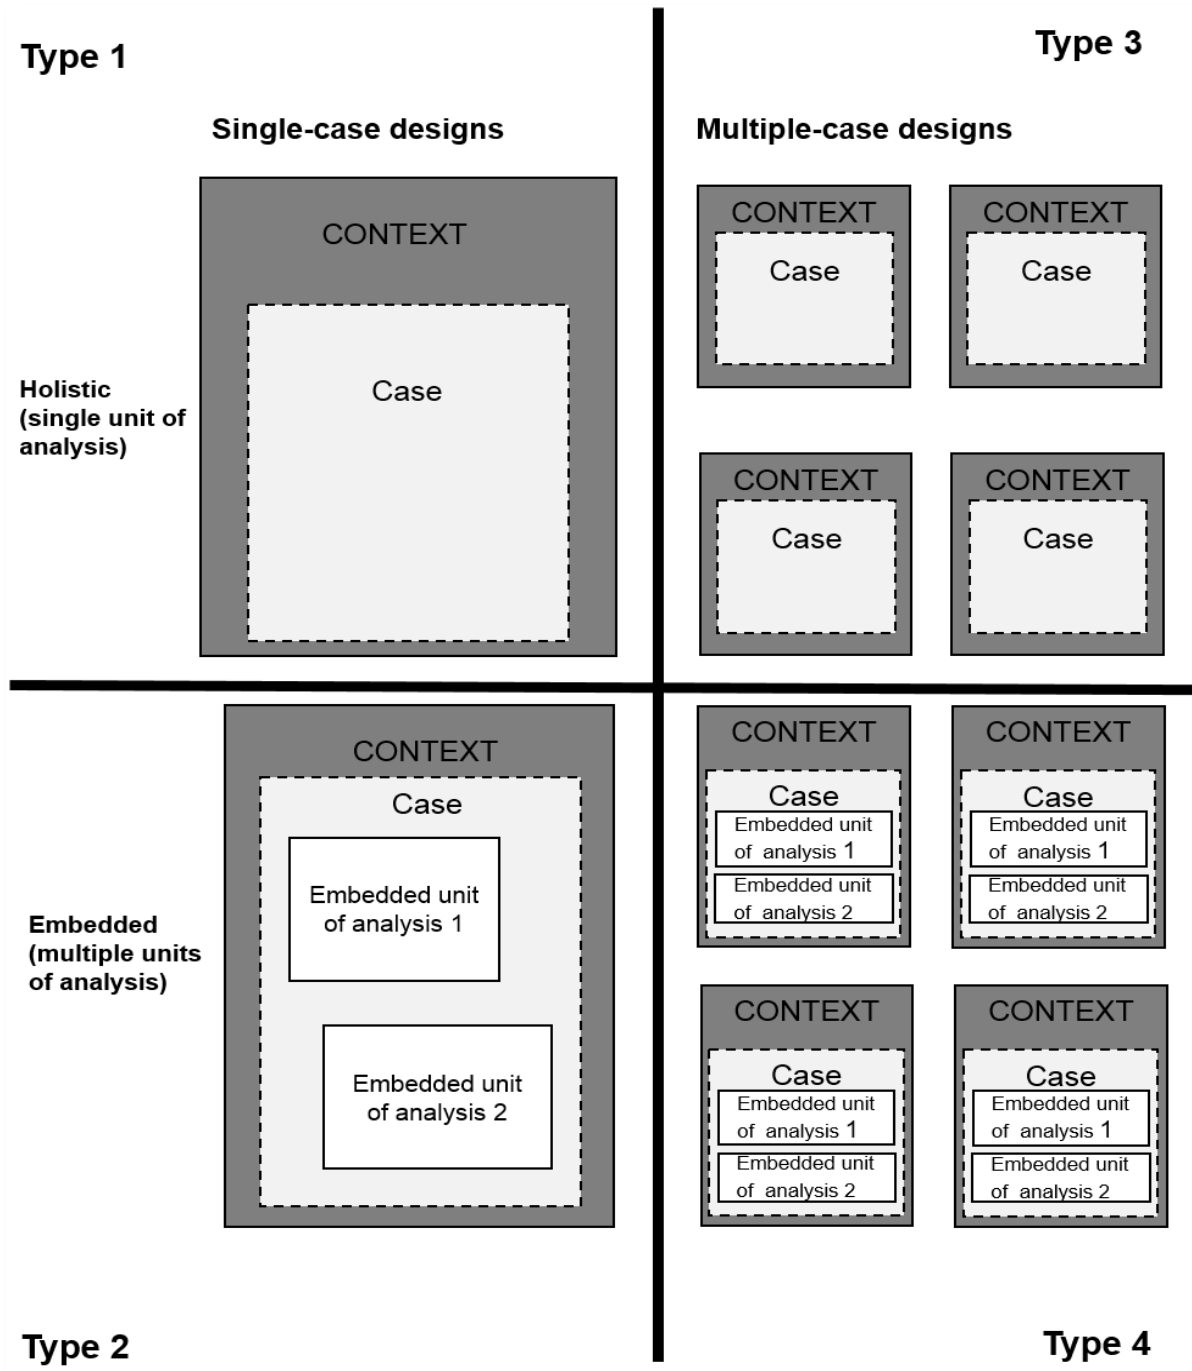 Type 1
Single-case designs
CONTEXT
Case
Holistic
(single unit of
analysis)
Type 3
Multiple-case designs
CONTEXT
Case
CONTEXT
Case
CONTEXT
Case
CONTEXT
Case
CONTEXT
Case
Embedded unit
of analysis 1
Embedded unit
of analysis 2
Embedded
(multiple units
of analysis)
Type 2
CONTEXT
Case
Embedded unit
of analysis 1
Embedded unit
of analysis 2
CONTEXT
Case
Embedded unit
of analysis 1
Embedded unit
of analysis 2
CONTEXT
Case
Embedded unit
of analysis 1
Embedded unit
of analysis 2
CONTEXT
Case
Embedded unit
of analysis 1
Embedded unit
of analysis 2
Type 4